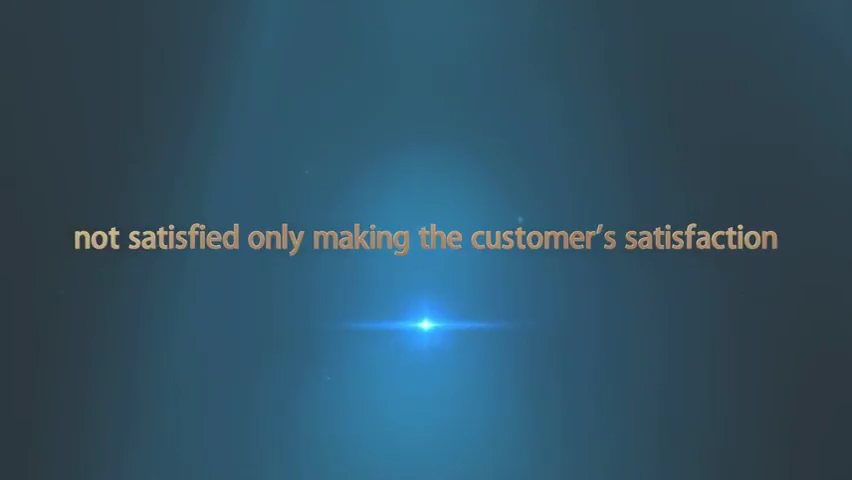 not satisfied only making the customer’s satisfaction